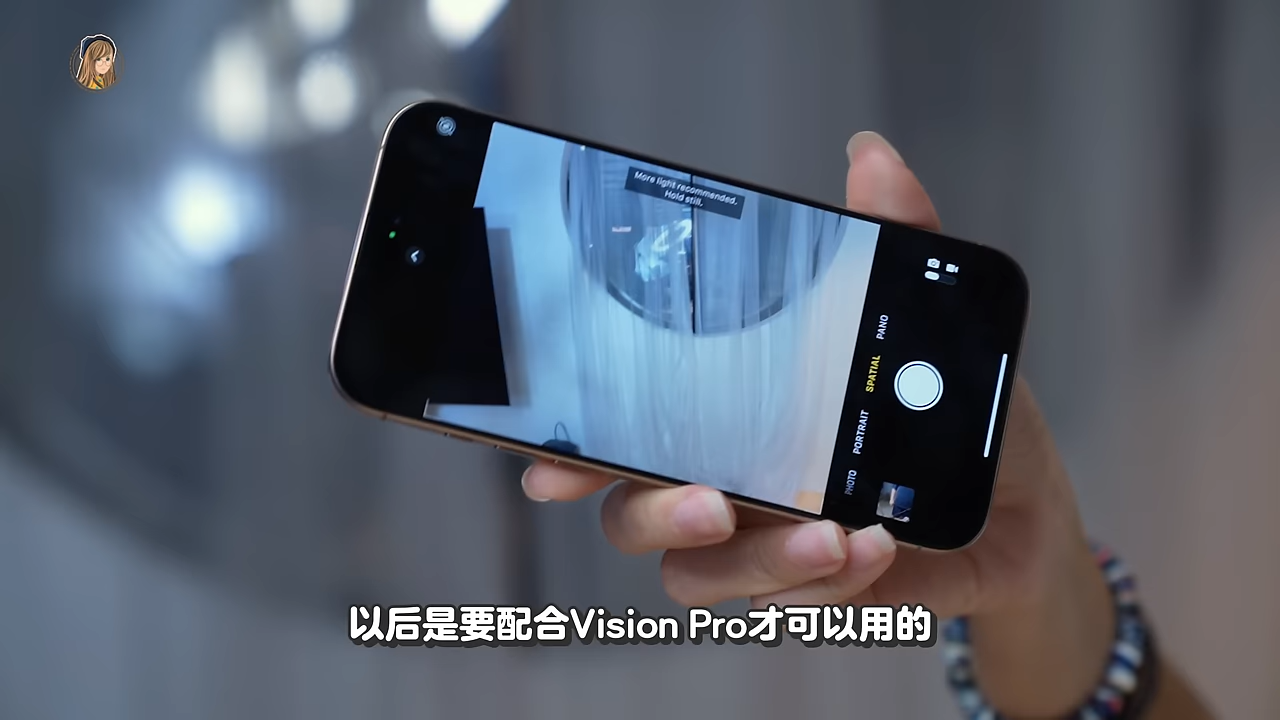 More light recommended.
Hold still.
PANO
SPATIAL
PORTRAIT
PHOTO
以后是要配合Vision Pro才可以用的